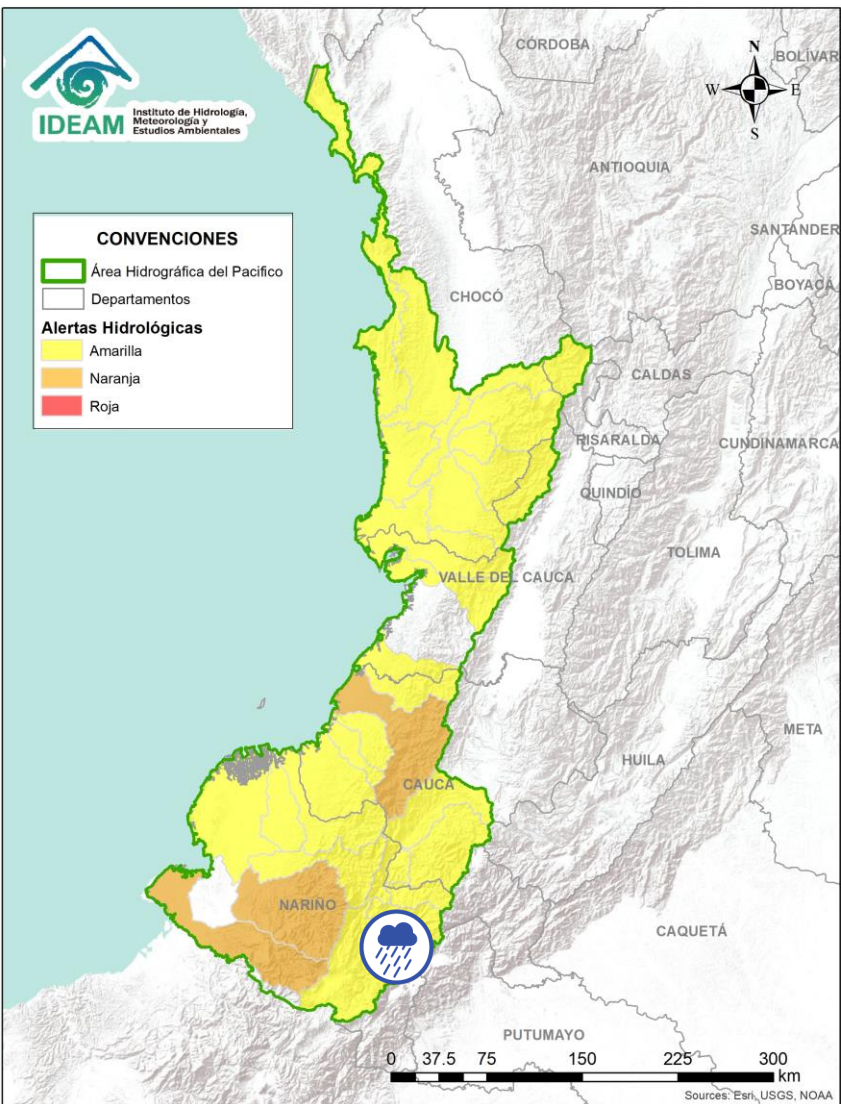 IDEAM
Instituto de Hidrología,
Meteorología y
Estudios Ambientales
N
W E
S
CÓRDOBA
BOLÍVAR
ANTIOQUIA
SANTANDER
BOYACÁ
CONVENCIONES
Área Hidrográfica del Pacifico
Departamentos
Alertas Hidrológicas
Amarilla
Naranja
Roja
CHOCÓ
CALDAS
RISARALDA
CUNDINAMARCA
QUINDÍO
TOLIMA
VALLE DEL CAUCA
META
HUILA
CAUCA
NARIÑO
CAQUETÁ
PUTUMAYO
0 37.5 75 150 225 300
km
Sources: Esri, USGS, NOAA